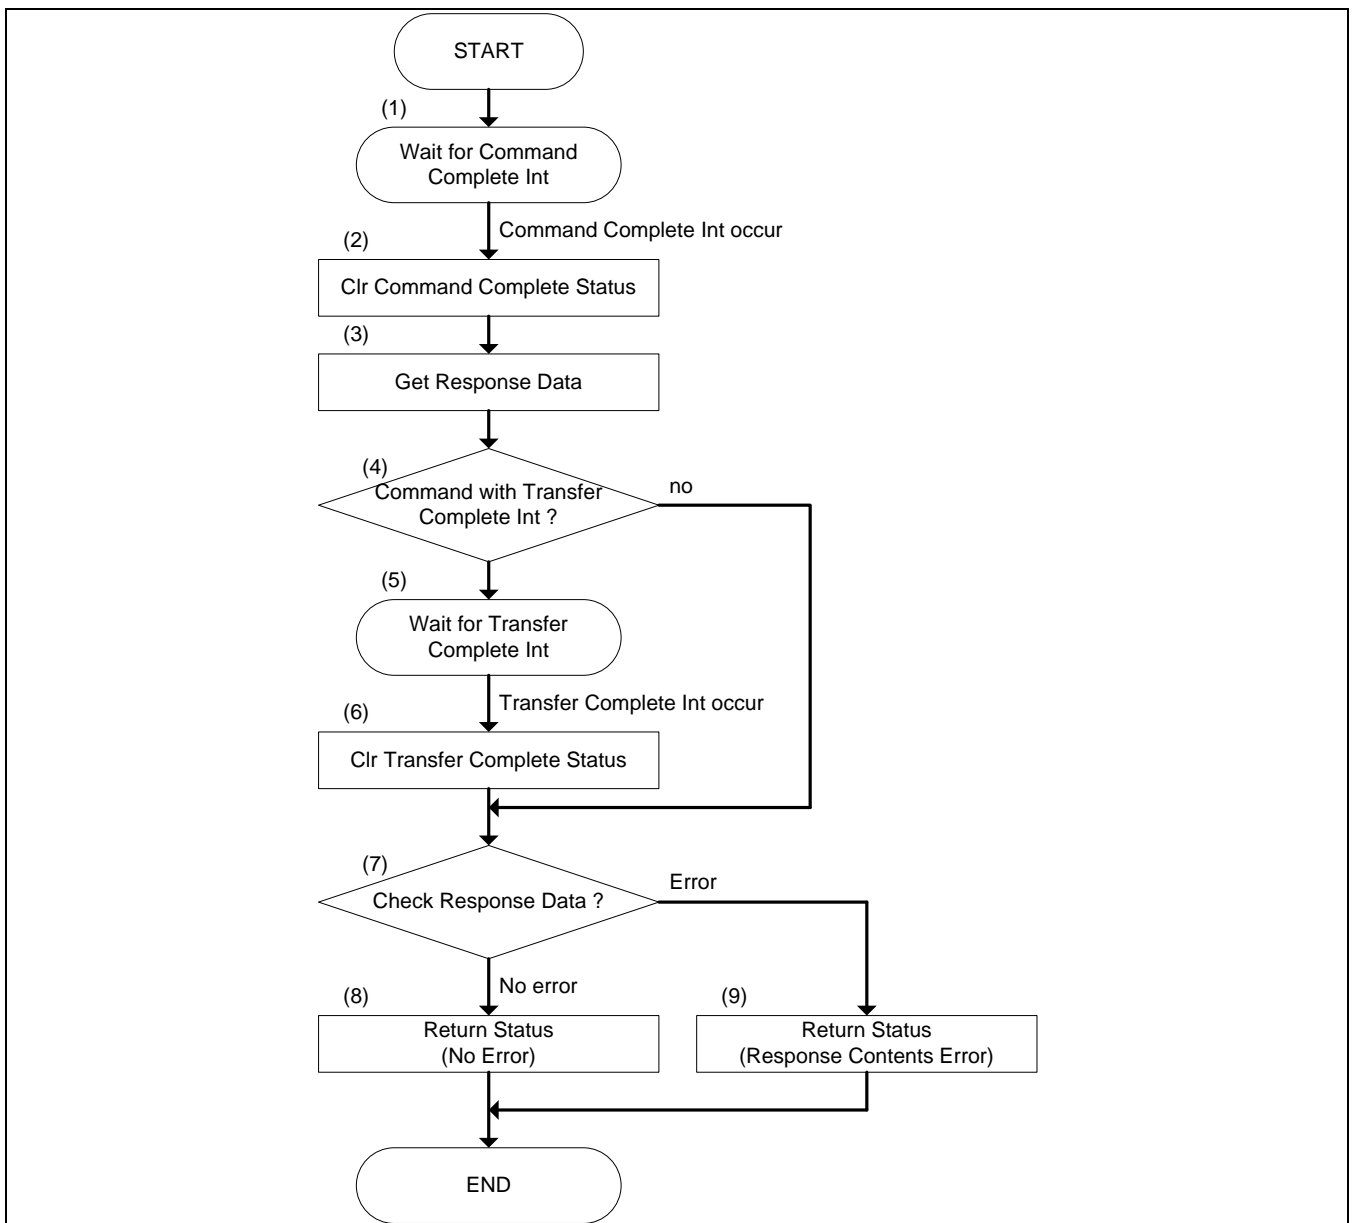 START
(1)
Wait for Command
Complete Int
Command Complete Int occur
(2)
Clr Command Complete Status
(3)
Get Response Data
(4)
Command with Transfer
Complete Int ?
no
(5)
Wait for Transfer
Complete Int
Transfer Complete Int occur
(6)
Clr Transfer Complete Status
(7)
Check Response Data ?
Error
No error
(8)
Return Status
(No Error)
(9)
Return Status
(Response Contents Error)
END